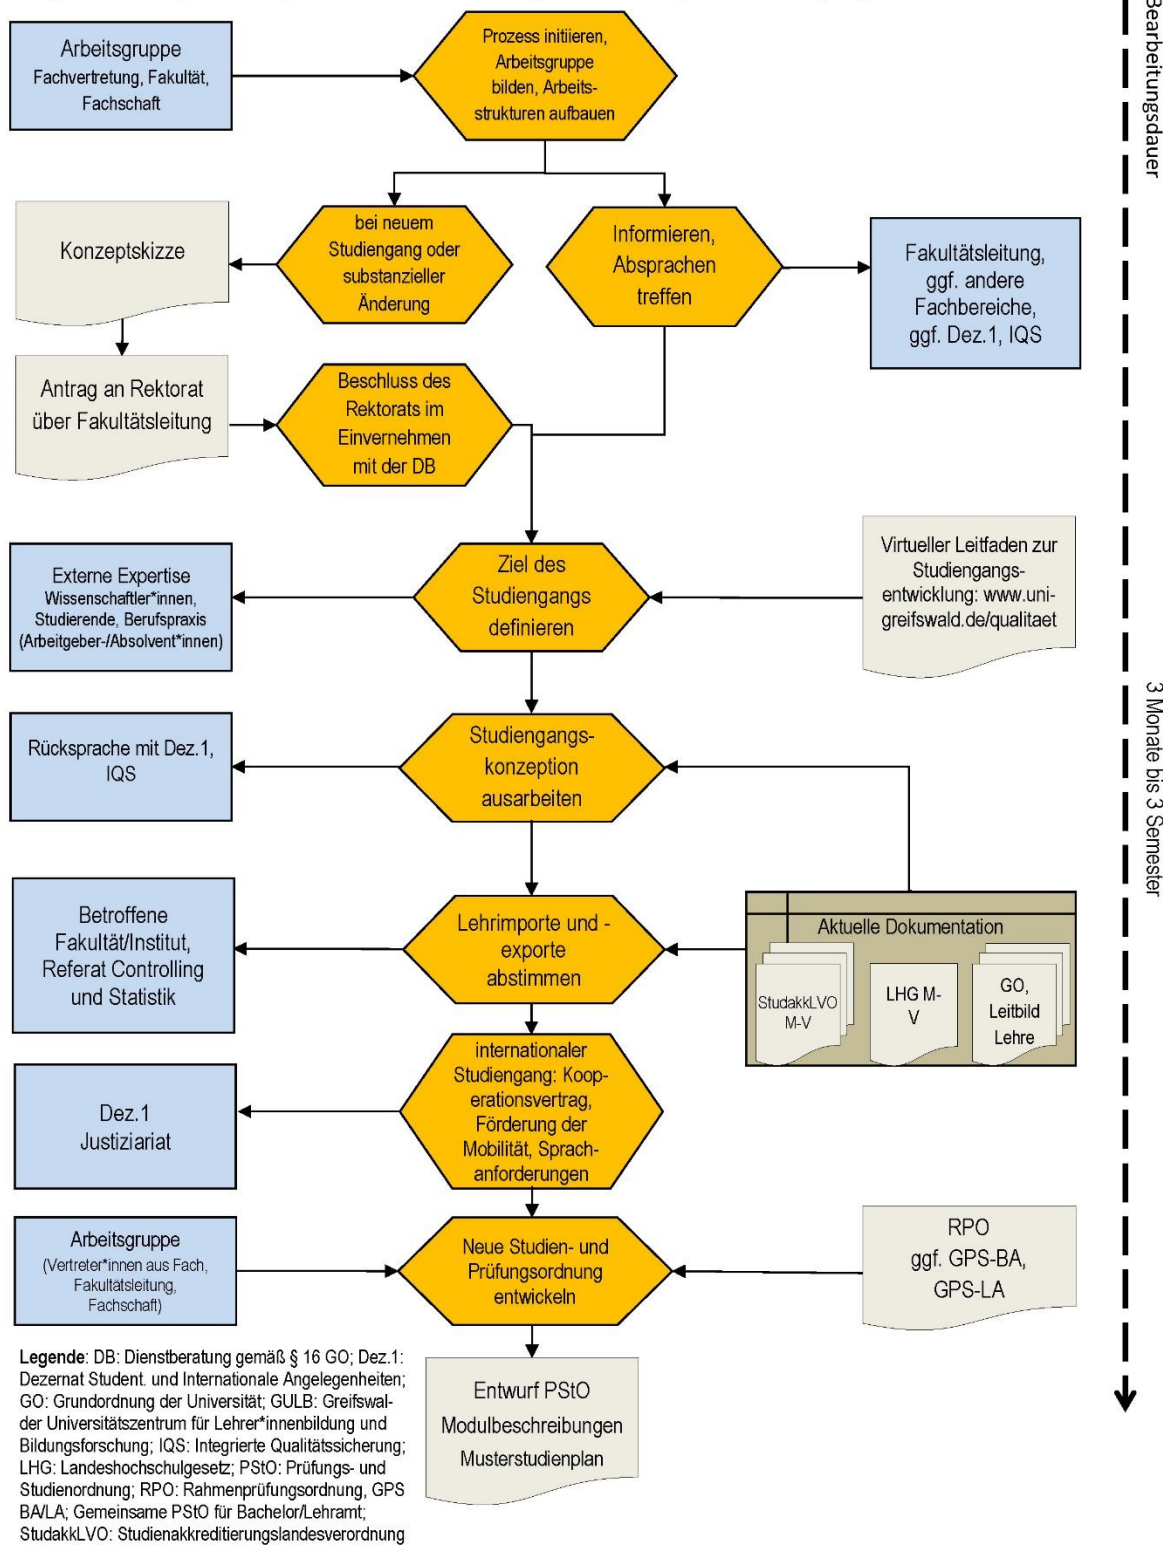 Arbeitsgruppe
Fachvertretung, Fakultät,
Fachschaft
Prozess initiieren,
Arbeitsgruppe
bilden, Arbeits-
strukturen aufbauen
Bearbeitungsdauer
Konzeptskizze
bei neuem
Studiengang oder
substanzieller
Änderung
Informieren,
Absprachen
treffen
Fakultätsleitung,
ggf. andere
Fachbereiche,
ggf. Dez.1, IQS
Antrag an Rektorat
über Fakultätsleitung
Beschluss des
Rektorats im
Einvernehmen
mit der DB
Externe Expertise
Wissenschaftler*innen,
Studierende, Berufspraxis
(Arbeitgeber-/Absolvent*innen)
Ziel des
Studiengangs
definieren
Virtueller Leitfaden zur
Studiengangs-
entwicklung: www.uni-
greifswald.de/qualitaet
3 Monate bis 3 Semester
Rücksprache mit Dez.1,
IQS
Studiengangs-
konzeption
ausarbeiten
Betroffene
Fakultät/Institut,
Referat Controlling
und Statistik
Lehrimporte und -
exporte
abstimmen
Aktuelle Dokumentation
StudakkLVO
M-V
LHG M-
V
GO,
Leitbild
Lehre
Dez.1
Justiziariat
internationaler
Studiengang: Koop-
erationsvertrag,
Förderung der
Mobilität, Sprach-
anforderungen
Arbeitsgruppe
(Vertreter*innen aus Fach,
Fakultätsleitung,
Fachschaft)
Neue Studien- und
Prüfungsordnung
entwickeln
RPO
ggf. GPS-BA,
GPS-LA
Entwurf PStO
Modulbeschreibungen
Musterstudienplan
Legende: DB: Dienstberatung gemäß § 16 GO; Dez.1:
Dezernat Student. und Internationale Angelegenheiten;
GO: Grundordnung der Universität; GULB: Greifswal-
der Universitätszentrum für Lehrer*innenbildung und
Bildungsforschung; IQS: Integrierte Qualitätssicherung;
LHG: Landeshochschulgesetz; PStO: Prüfungs- und
Studienordnung; RPO: Rahmenprüfungsordnung, GPS
BA/LA; Gemeinsame PStO für Bachelor/Lehramt;
StudakkLVO: Studienakkreditierungslandesverordnung